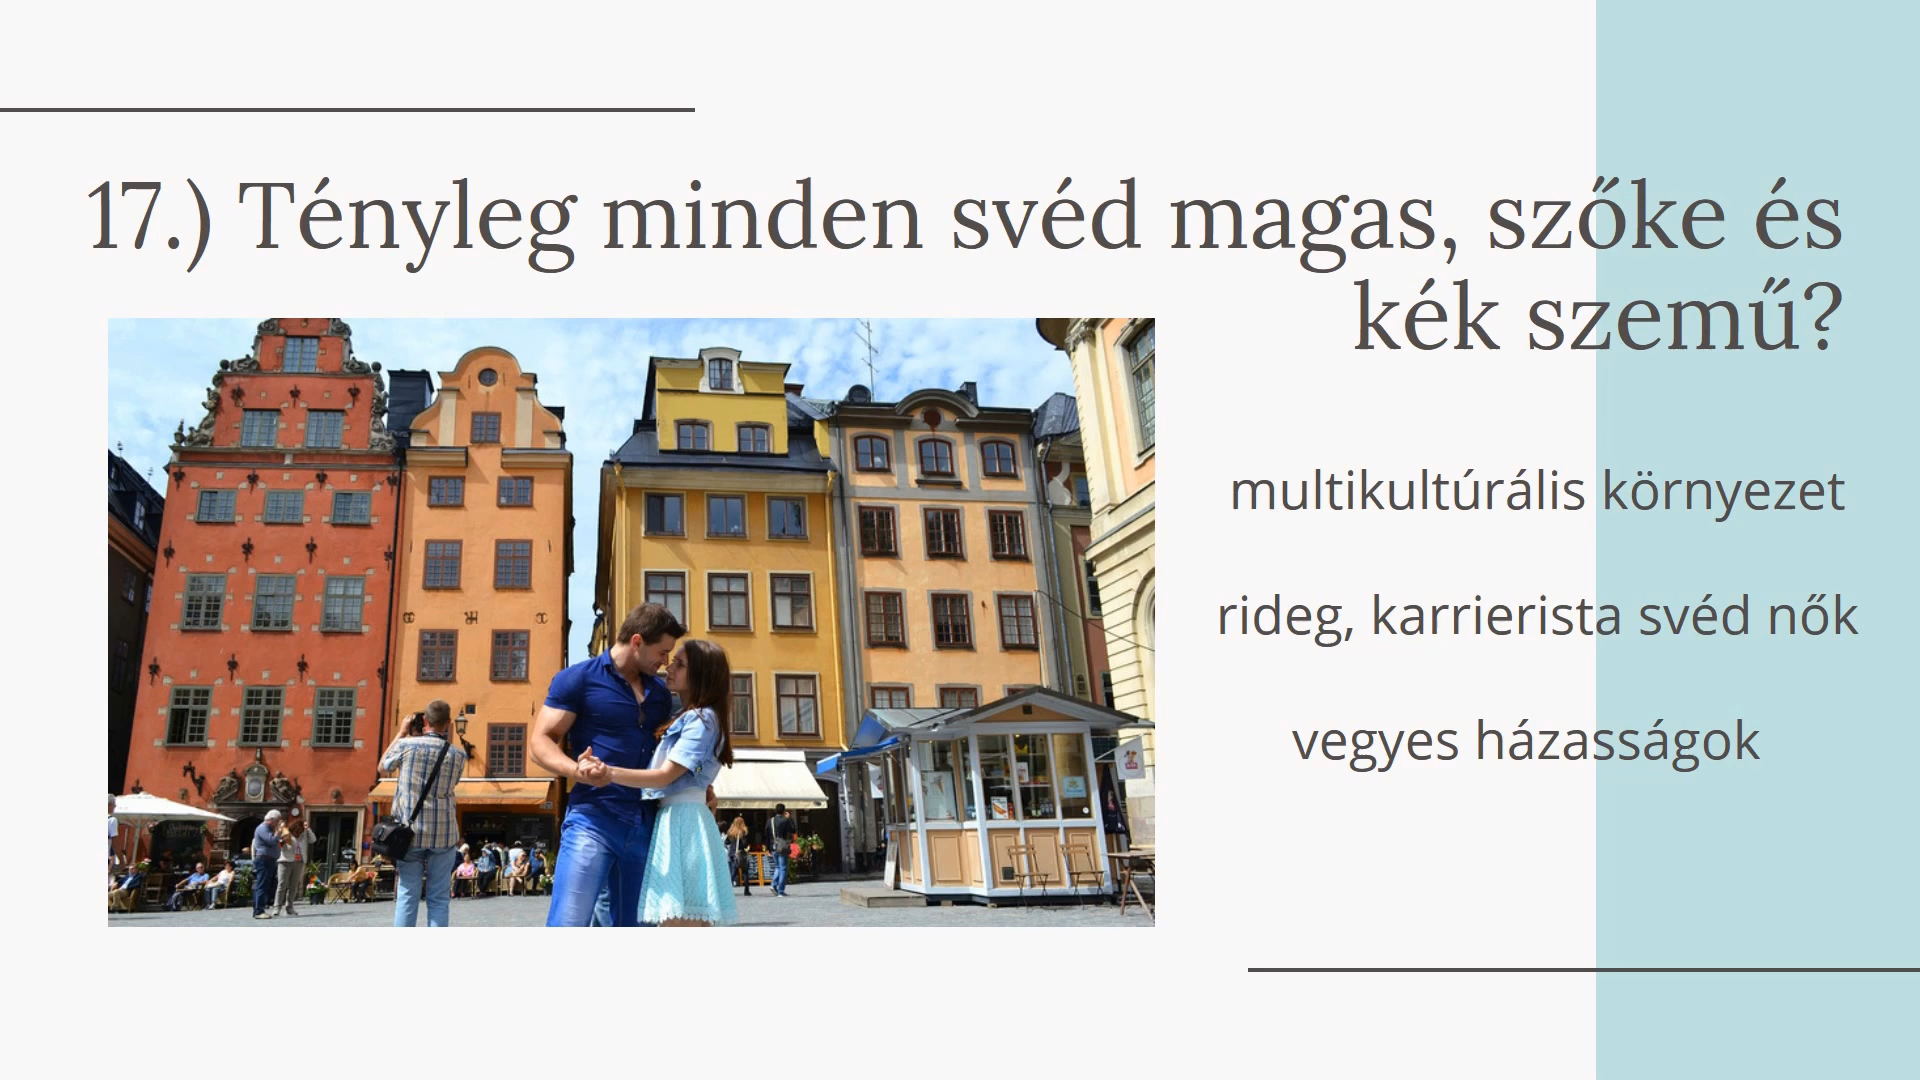 17.) Tényleg minden svéd magas, szőke és
kék szemű?
multikultúrális környezet
rideg, karrierista svéd nők
vegyes házasságok